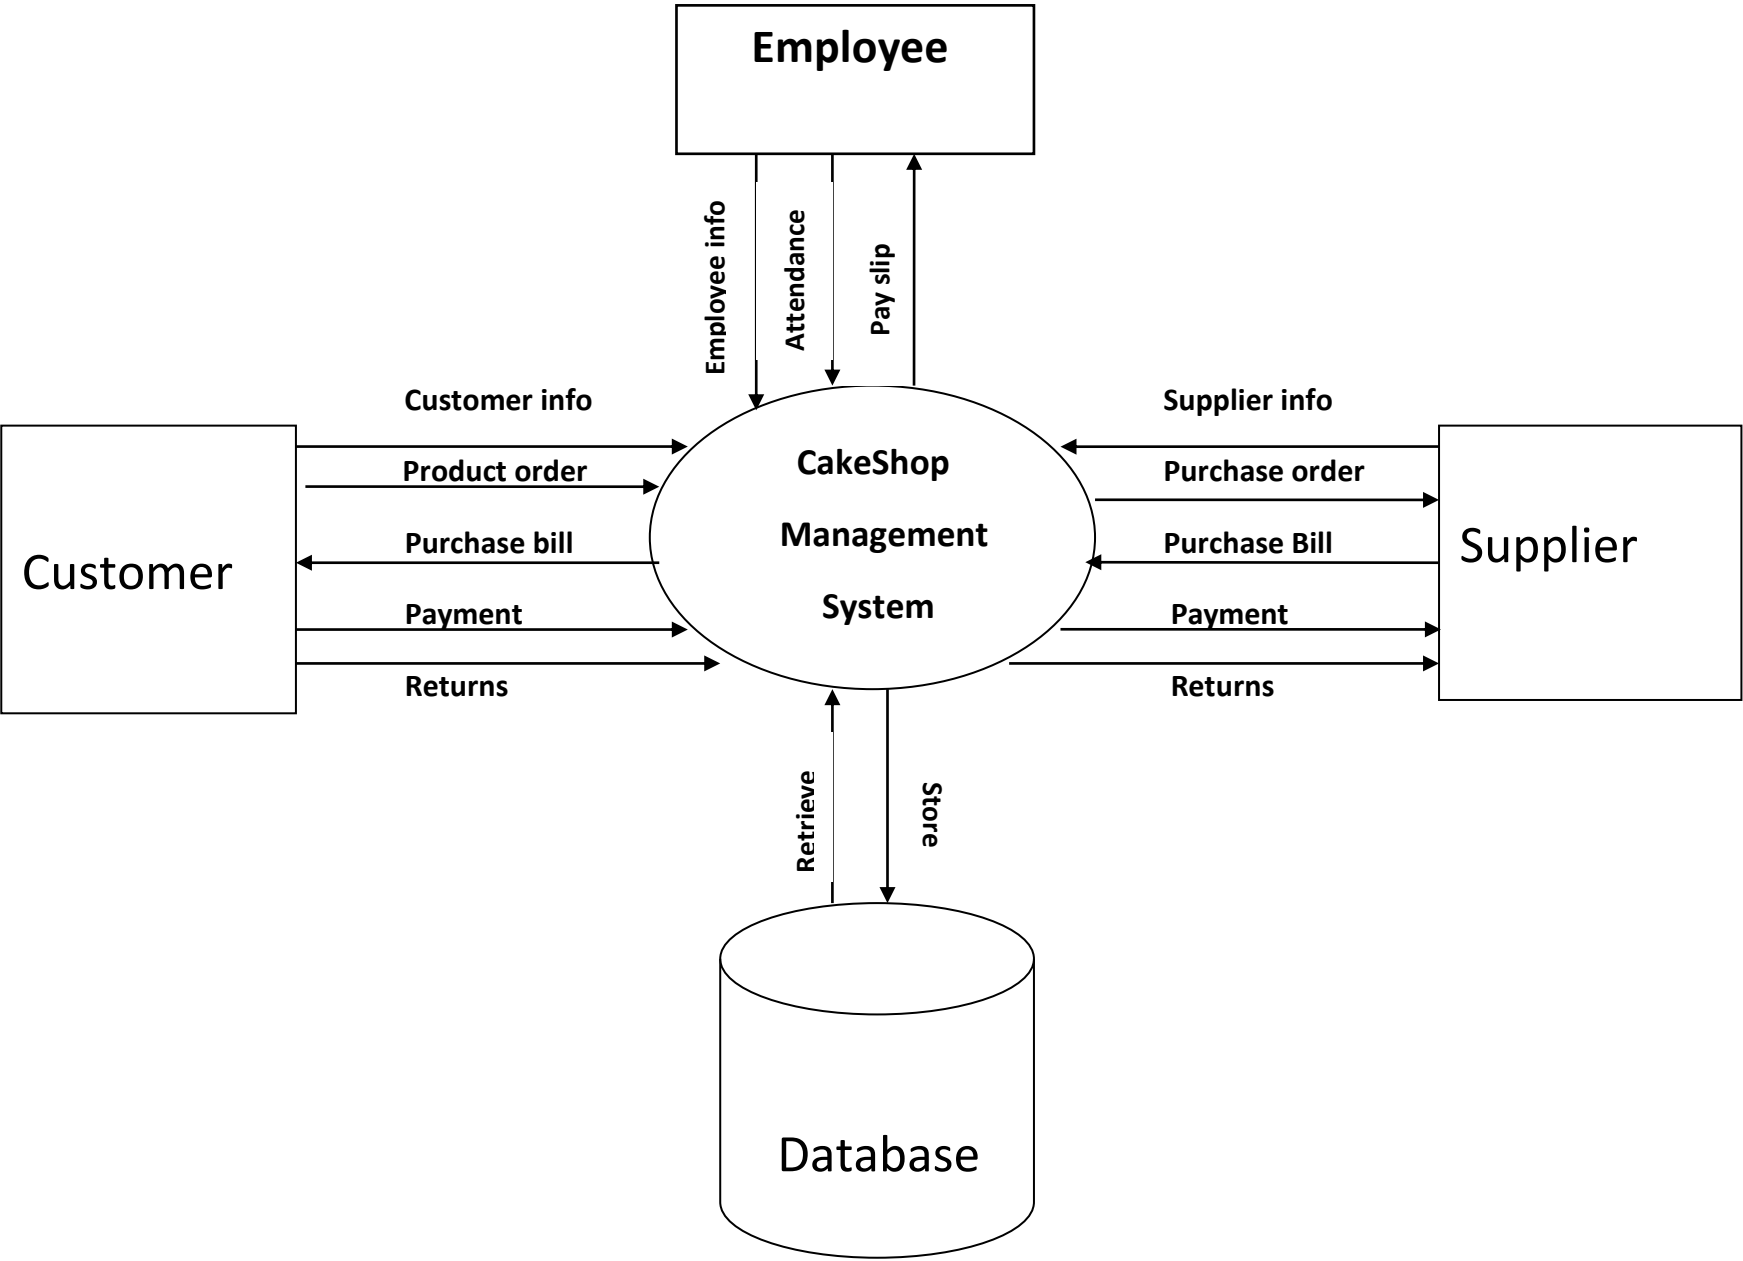 Employee
Employee info
Attendance
Pay slip
Customer info
Product order
Purchase bill
Payment
Returns
Customer
CakeShop
Management
System
Supplier info
Purchase order
Purchase Bill
Payment
Returns
Supplier
Retrieve
Store
Database